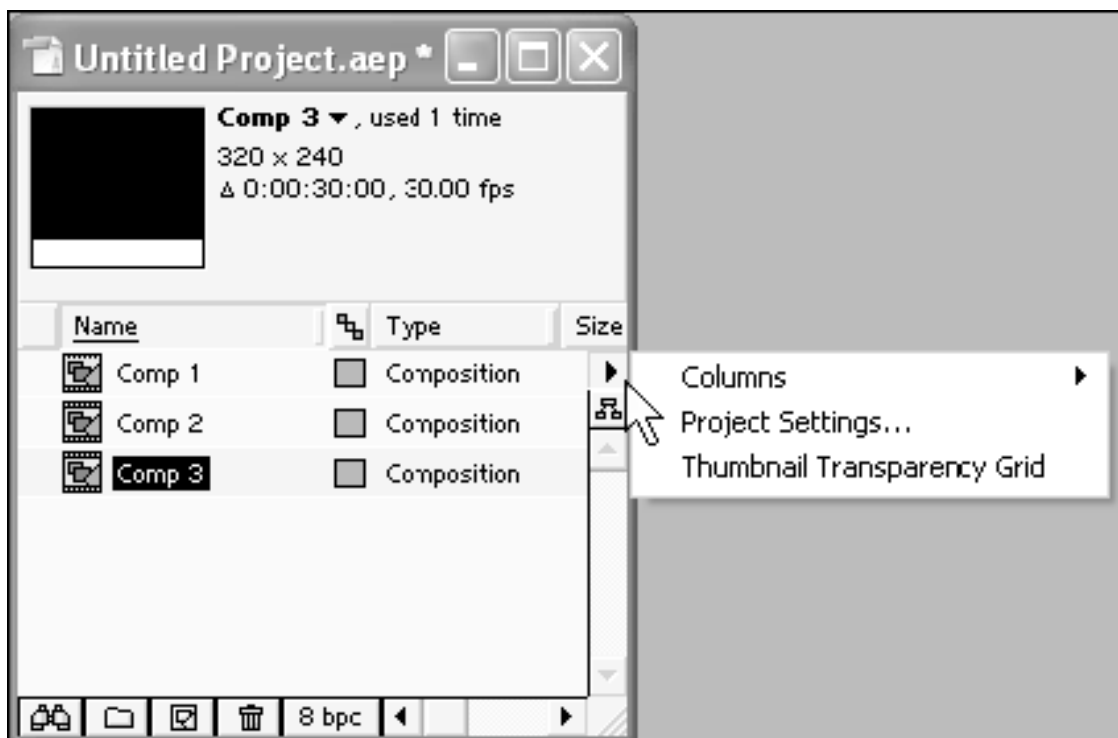 Untitled Project.aep *
Comp 3 , used 1 time
320 x 240
Δ 0:00:30:00, 30.00 fps
Name Type Size
Comp 1 Composition
Comp 2 Composition
Comp 3 Composition
Columns
Project Settings...
Thumbnail Transparency Grid
8 bpc